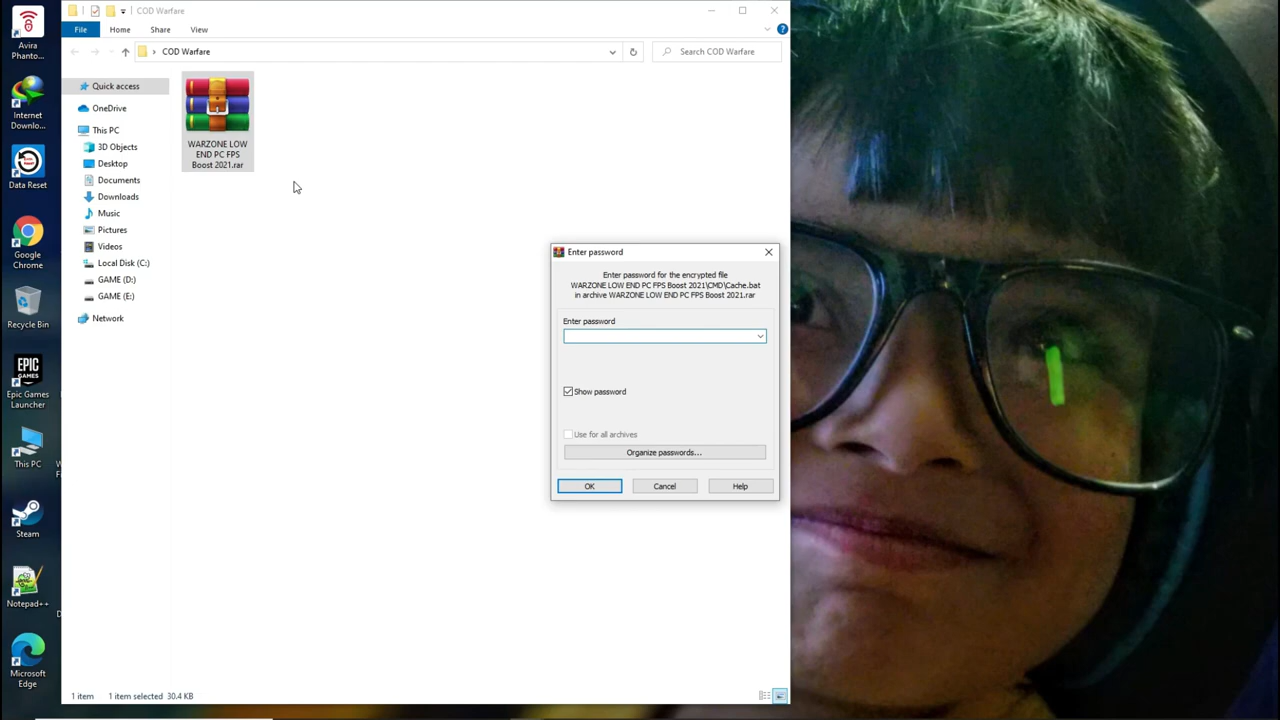 COD Warfare
File
Home
Share
View
COD Warfare
Search COD Warfare
Avira
Phanto...
Internet
Downlo...
Data Reset
Google
Chrome
Recycle Bin
Epic Games
Launcher
This PC
Steam
Notepad++
Microsoft
Edge
EPIC
GAMES
Quick access
OneDrive
This PC
3D Objects
Desktop
Documents
Downloads
Music
Pictures
Videos
Local Disk (C:)
GAME (D:)
GAME (E:)
Network
WARZONE LOW
END PC FPS
Boost 2021.rar
Enter password
Enter password for the encrypted file
WARZONE LOW END PC FPS Boost 2021\CMD\Cache.bat
in archive WARZONE LOW END PC FPS Boost 2021.rar
Enter password
Show password
Use for all archives
Organize passwords...
OK
Cancel
Help
1 item
1 item selected
30.4 KB